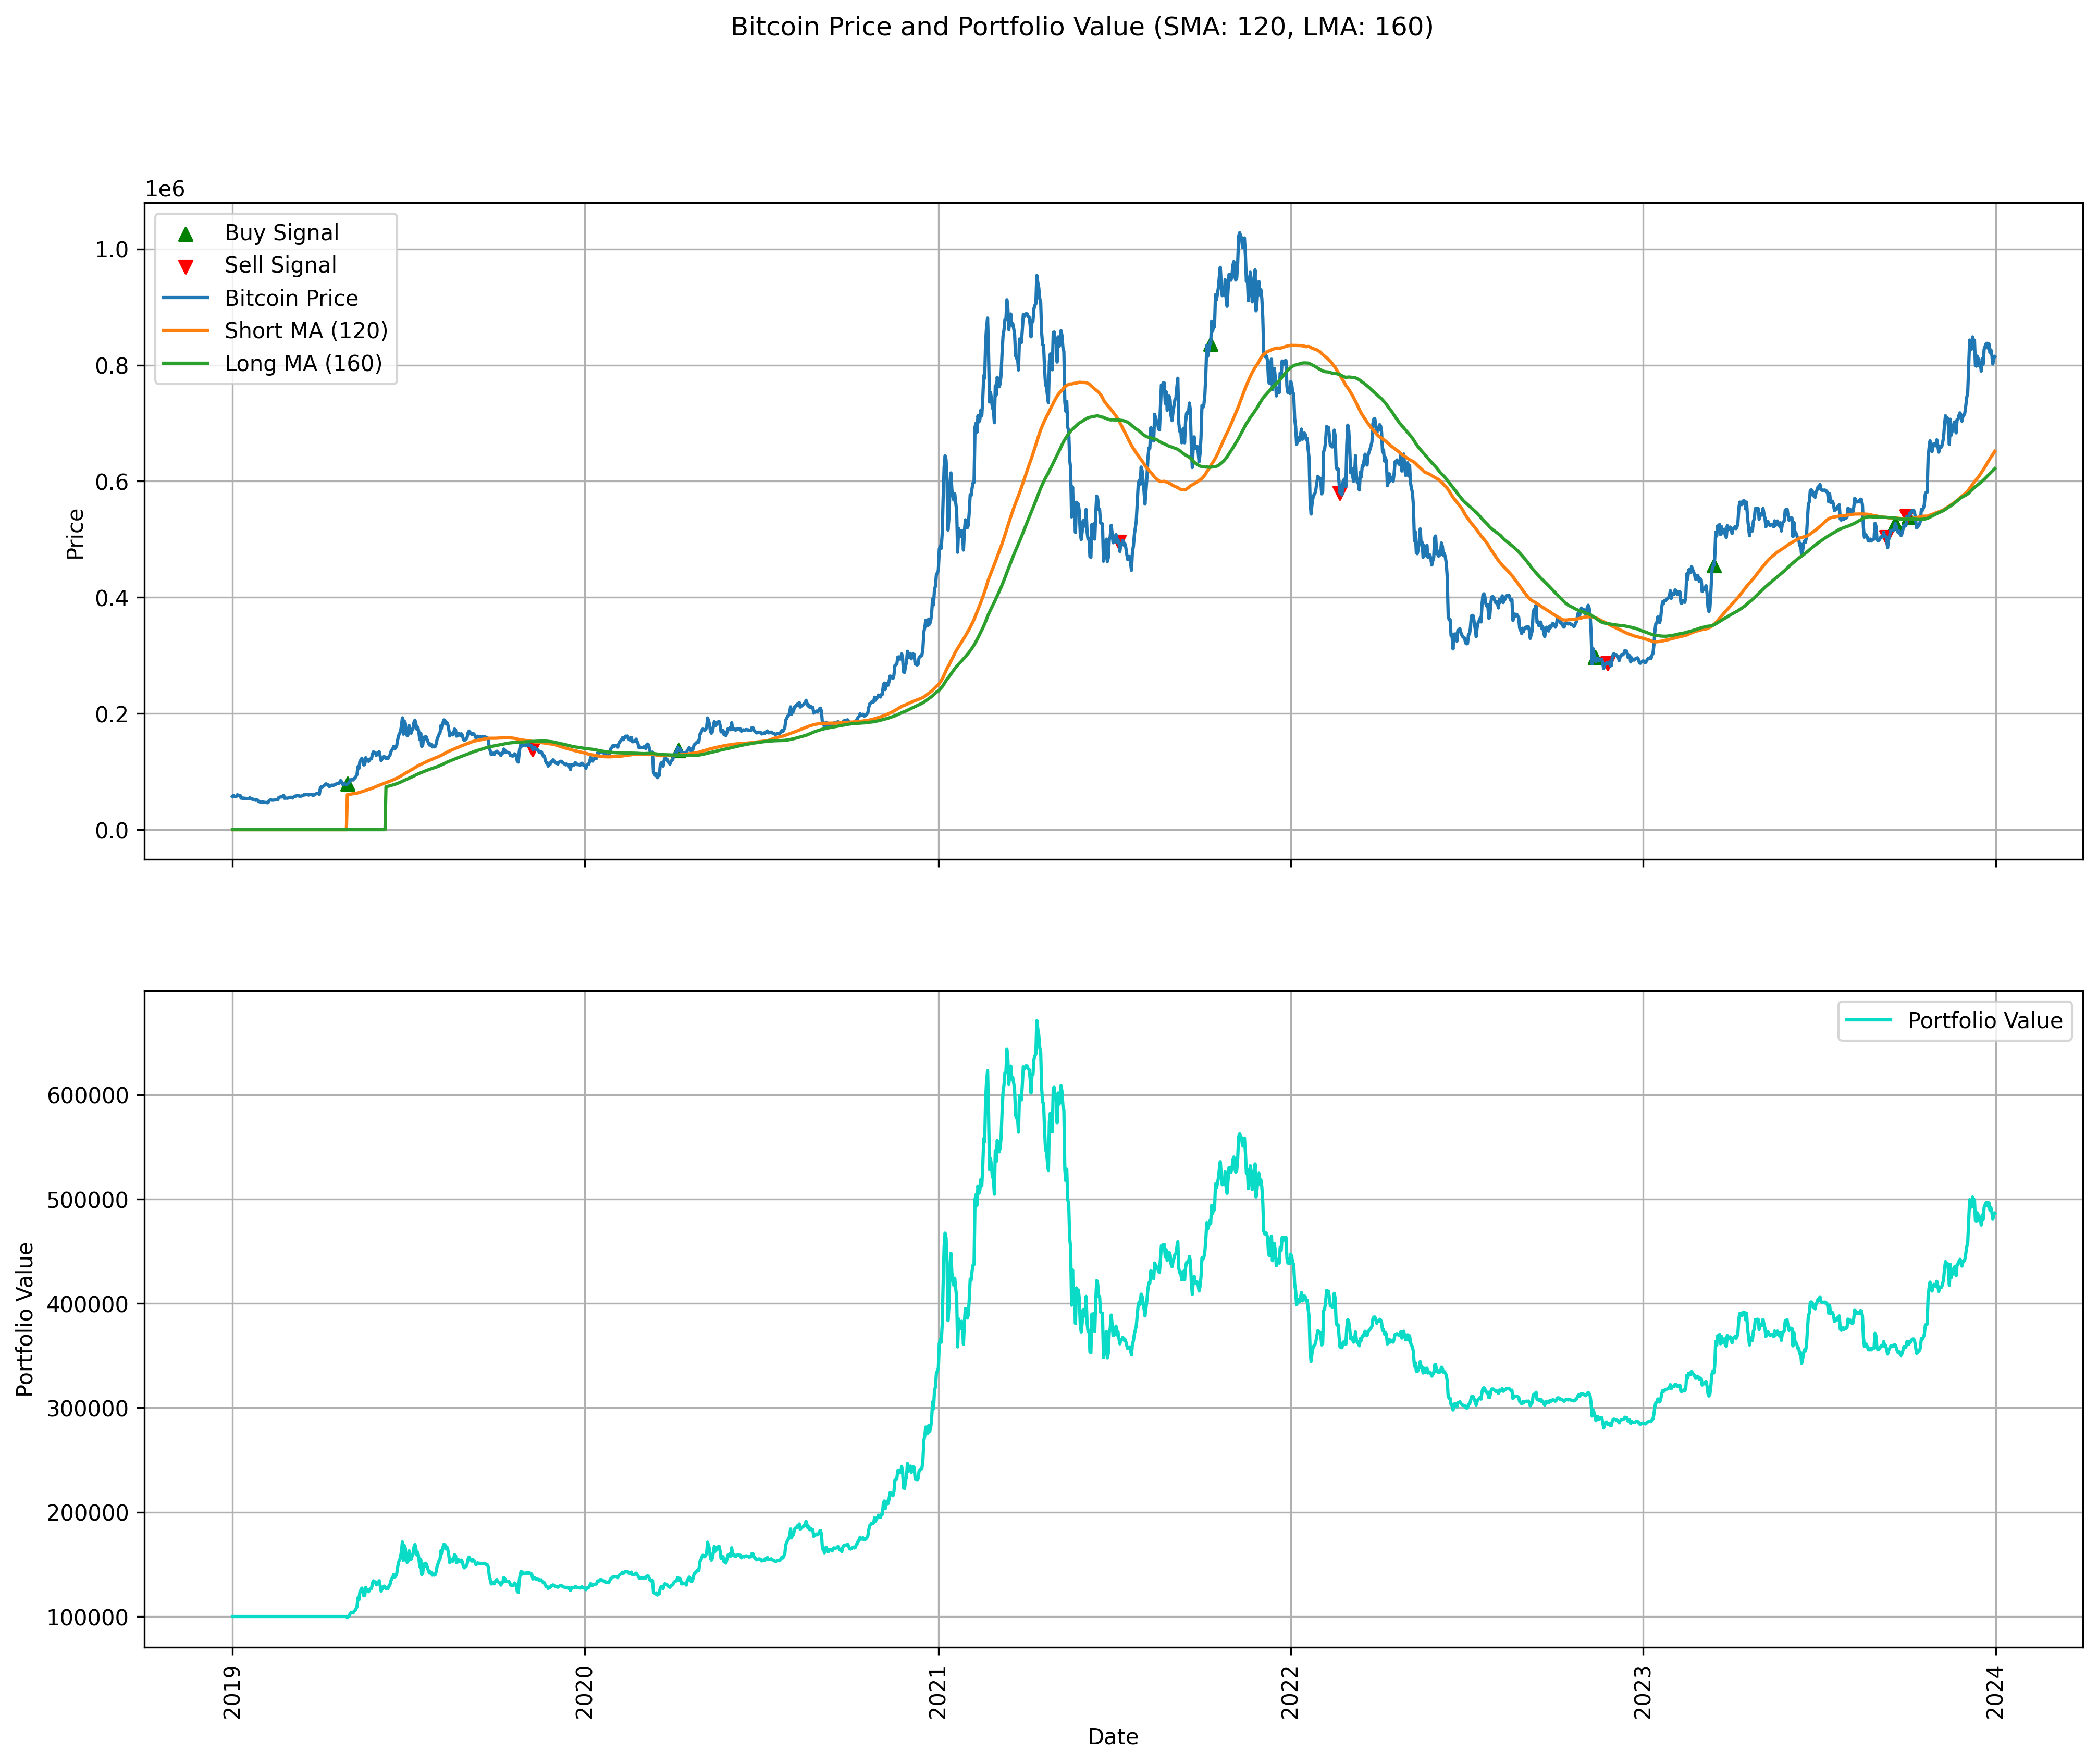 Bitcoin Price and Portfolio Value (SMA: 120, LMA: 160)
1e6
Buy Signal
Sell Signal
Bitcoin Price
Short MA (120)
Long MA (160)
1.0
0.8
0.6
0.4
0.2
0.0
Price
Portfolio Value
600000
500000
400000
300000
200000
100000
Portfolio Value
2019
2020
2021
2022
2023
2024
Date